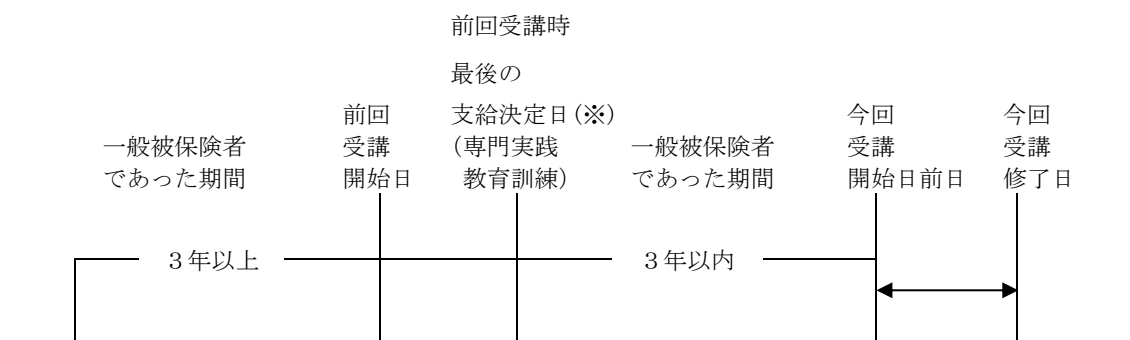 前回受講時
最後の
支給決定日(※)
(専門実践
教育訓練)
一般被保険者
であった期間
前回
受講
開始日
一般被保険者
であった期間
今回
受講
開始日前日
今回
受講
修了日
３年以上
３年以内